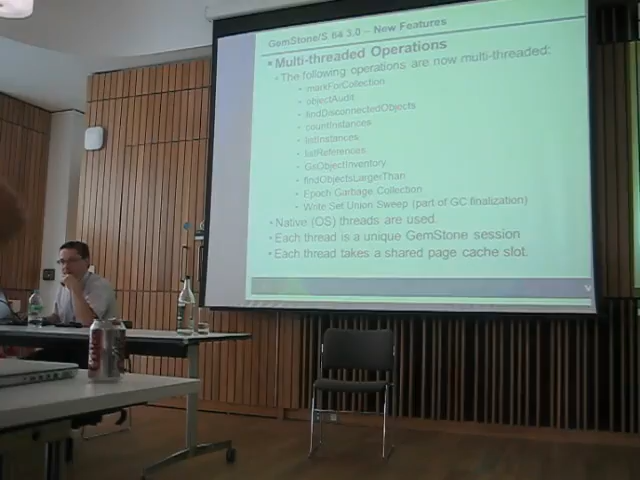 GemStone/S 64 3.0 – New Features
▪ Multi-threaded Operations
▪ The following operations are now multi-threaded:
• markForCollection
• objectAudit
• findDisconnectedObjects
• countInstances
• listInstances
• listReferences
• GsObjectInventory
• findObjectsLargerThan
• Epoch Garbage Collection
• Write Set Union Sweep (part of GC finalization)
▪ Native (OS) threads are used.
▪ Each thread is a unique GemStone session
▪ Each thread takes a shared page cache slot.